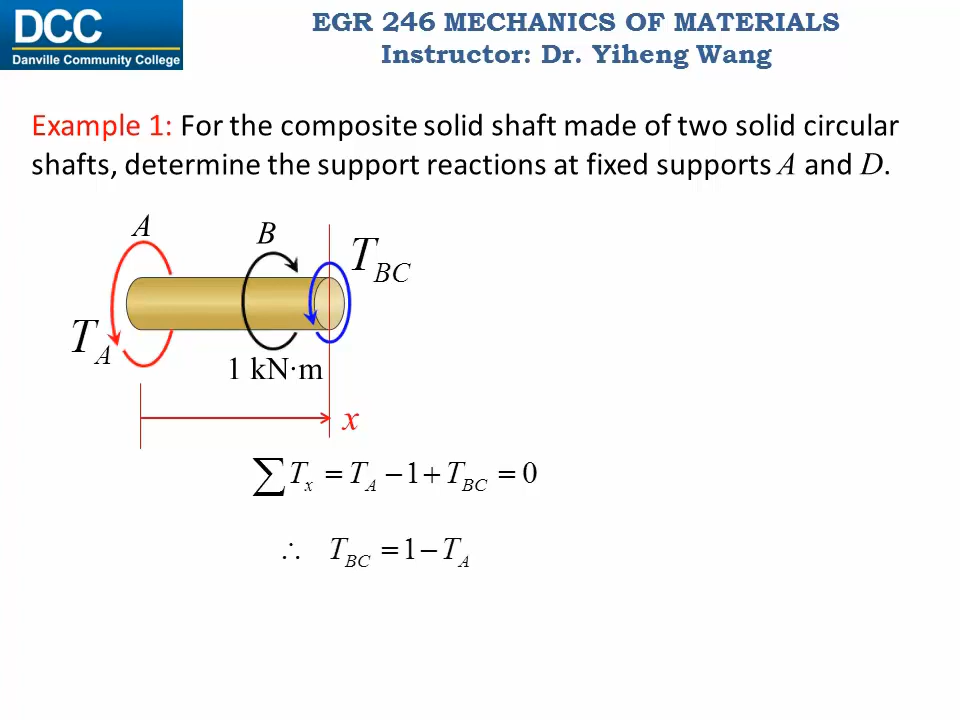 DCC
Danville Community College
EGR 246 MECHANICS OF MATERIALS
Instructor: Dr. Yiheng Wang
Example 1: For the composite solid shaft made of two solid circular
shafts, determine the support reactions at fixed supports A and D.
A
B
T_BC
T_A
1 kN·m
x
∑T_x = T_A − 1 + T_BC = 0
∴ T_BC = 1 − T_A